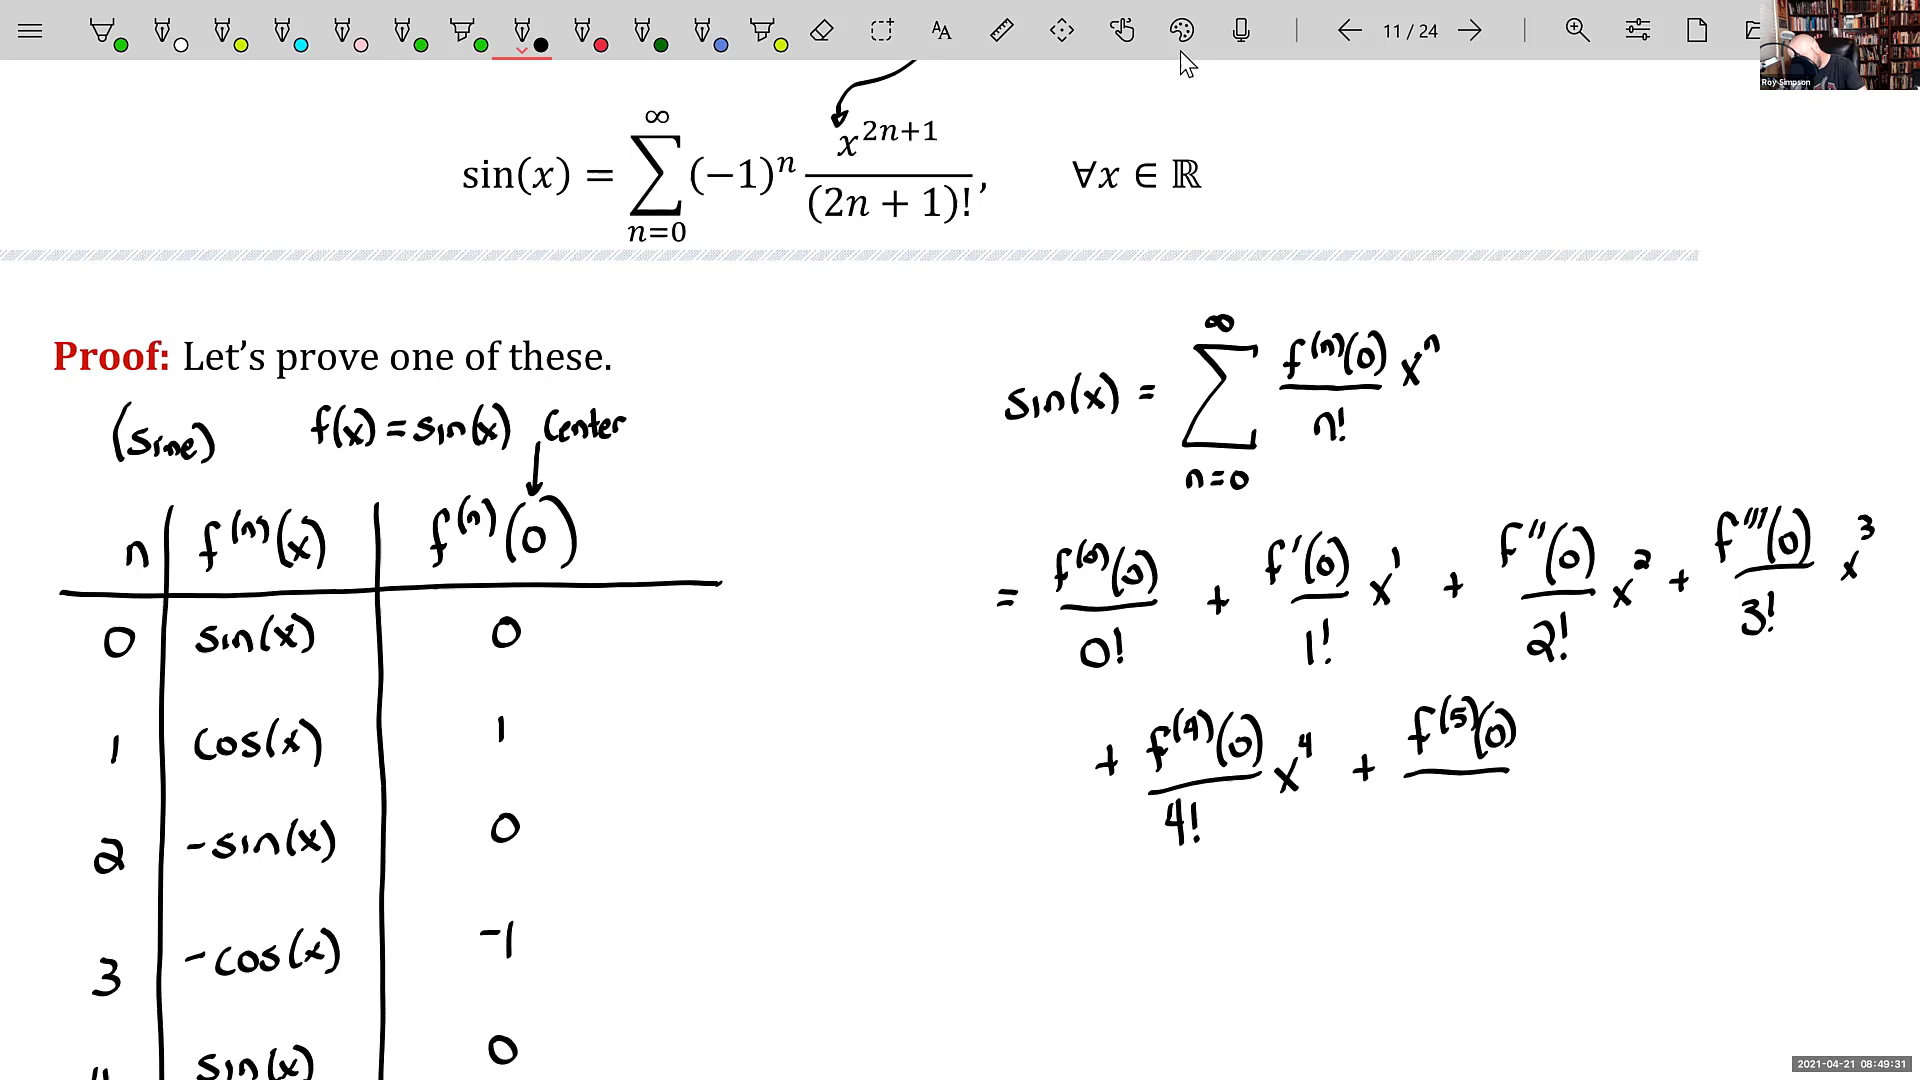 11 / 24
Roy Simpson
sin(x) = ∑_{n=0}^{∞} (−1)^n x^{2n+1}/(2n + 1)!, ∀x ∈ ℝ
Proof: Let's prove one of these.
(Sine) f(x) = sin(x) Center
n f^{(n)}(x) f^{(n)}(0)
0 sin(x) 0
1 cos(x) 1
2 -sin(x) 0
3 -cos(x) -1
4 sin(x) 0
sin(x) = ∑_{n=0}^{∞} f^{(n)}(0)/n! x^n
= f^{(0)}(0)/0! + f'(0)/1! x^1 + f''(0)/2! x^2 + f'''(0)/3! x^3
+ f^{(4)}(0)/4! x^4 + f^{(5)}(0)
2021-04-21 08:49:31